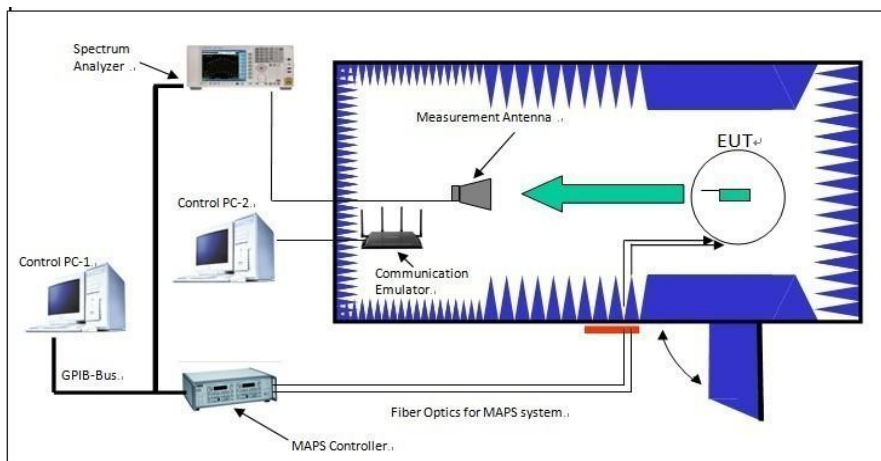 Spectrum
Analyzer
Measurement Antenna
EUT
Control PC-2
Control PC-1
Communication
Emulator
GPIB-Bus
Fiber Optics for MAPS system
MAPS Controller